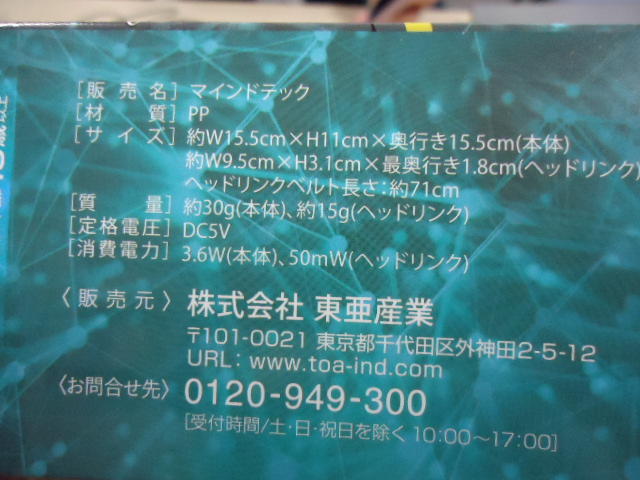 ［販売名］マインドテック
［材質］PP
［サイズ］約W15.5cm×H11cm×奥行き15.5cm(本体)
約W9.5cm×H3.1cm×最奥行き1.8cm(ヘッドリンク)
ヘッドリンクベルト長さ：約71cm
［質量］約30g(本体)、約15g(ヘッドリンク)
［定格電圧］DC5V
［消費電力］3.6W(本体)、50mW(ヘッドリンク)
〈販売元〉株式会社 東亜産業
〒101-0021 東京都千代田区外神田2-5-12
URL: www.toa-ind.com
〈お問合せ先〉0120-949-300
［受付時間/土・日・祝日を除く10:00〜17:00］